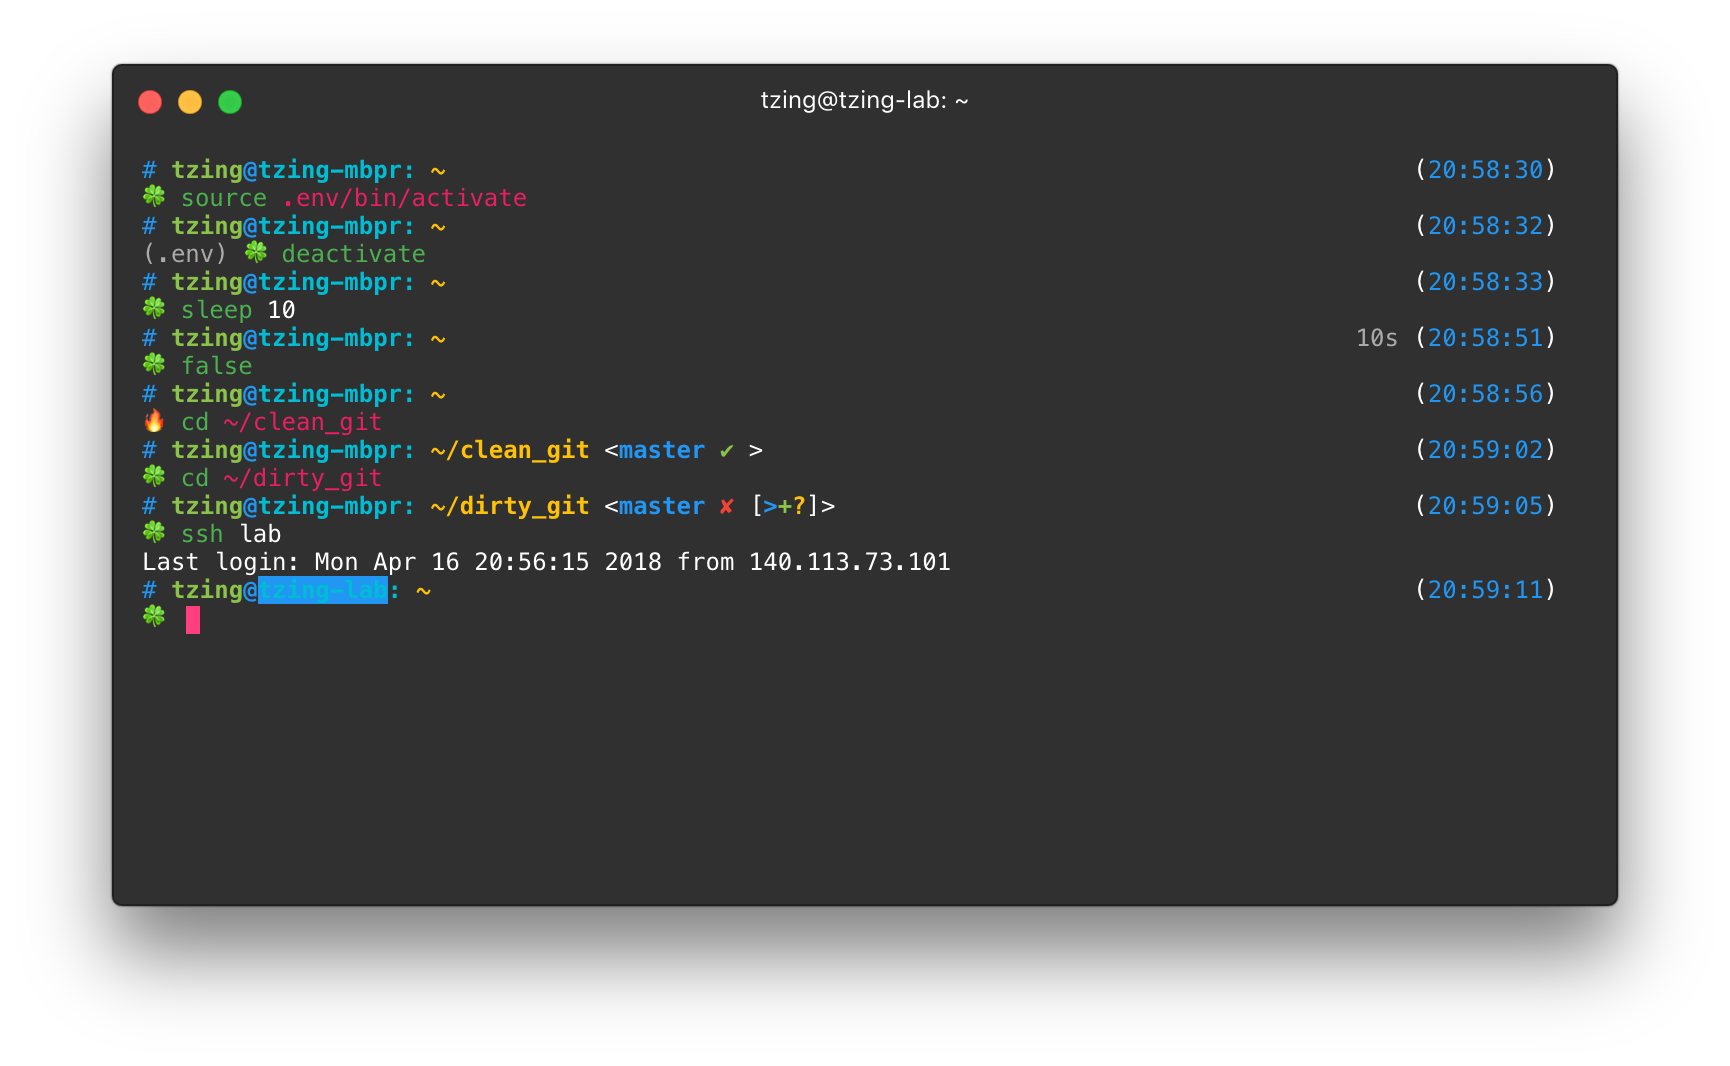 tzing@tzing-lab: ~
# tzing@tzing-mbpr: ~ (20:58:30)
🍀 source .env/bin/activate
# tzing@tzing-mbpr: ~ (20:58:32)
(.env) 🍀 deactivate
# tzing@tzing-mbpr: ~ (20:58:33)
🍀 sleep 10
# tzing@tzing-mbpr: ~ 10s (20:58:51)
🍀 false
# tzing@tzing-mbpr: ~ (20:58:56)
🔥 cd ~/clean_git
# tzing@tzing-mbpr: ~/clean_git <master ✔ > (20:59:02)
🍀 cd ~/dirty_git
# tzing@tzing-mbpr: ~/dirty_git <master ✘ [>+?]> (20:59:05)
🍀 ssh lab
Last login: Mon Apr 16 20:56:15 2018 from 140.113.73.101
# tzing@tzing-lab: ~ (20:59:11)
🍀